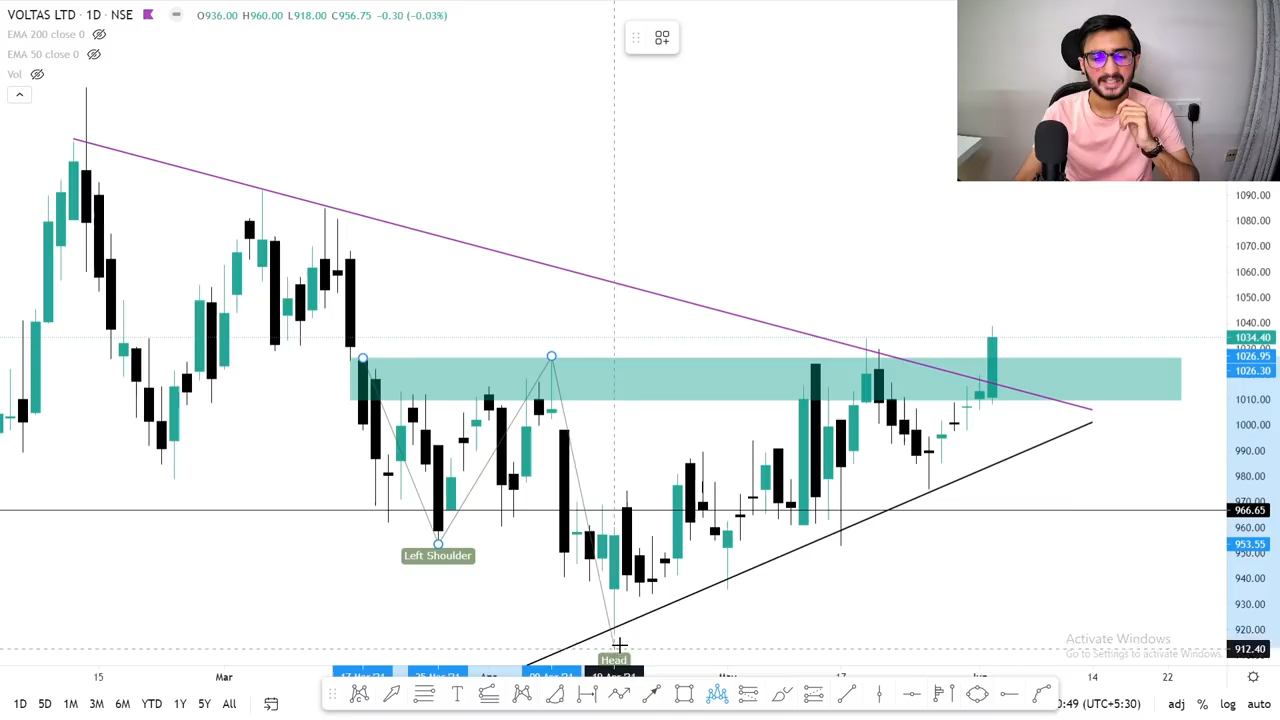 VOLTAS LTD · 1D · NSE O936.00 H960.00 L918.00 C956.75 -0.30 (-0.03%)
EMA 200 close 0
EMA 50 close 0
Vol
1090.00
1080.00
1070.00
1060.00
1050.00
1040.00
1034.40
1026.95
1026.30
1010.00
1000.00
990.00
980.00
966.65
960.00
953.55
940.00
930.00
920.00
912.40
Left Shoulder
Head
Activate Windows
Go to Settings to activate Windows.
15 Mar 17 14 22
1D 5D 1M 3M 6M YTD 1Y 5Y All 0:49 (UTC+5:30) adj % log auto